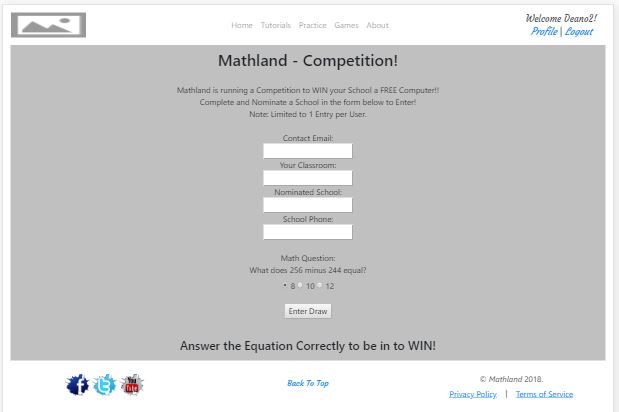 Welcome Deano2!
Home Tutorials Practice Games About
Profile | Logout
Mathland - Competition!
Mathland is running a Competition to WIN your School a FREE Computer!!
Complete and Nominate a School in the form below to Enter!
Note: Limited to 1 Entry per User.
Contact Email:
Your Classroom:
Nominated School:
School Phone:
Math Question:
What does 256 minus 244 equal?
8 10 12
Enter Draw
Answer the Equation Correctly to be in to WIN!
You Tube
Back To Top
© Mathland 2018.
Privacy Policy | Terms of Service